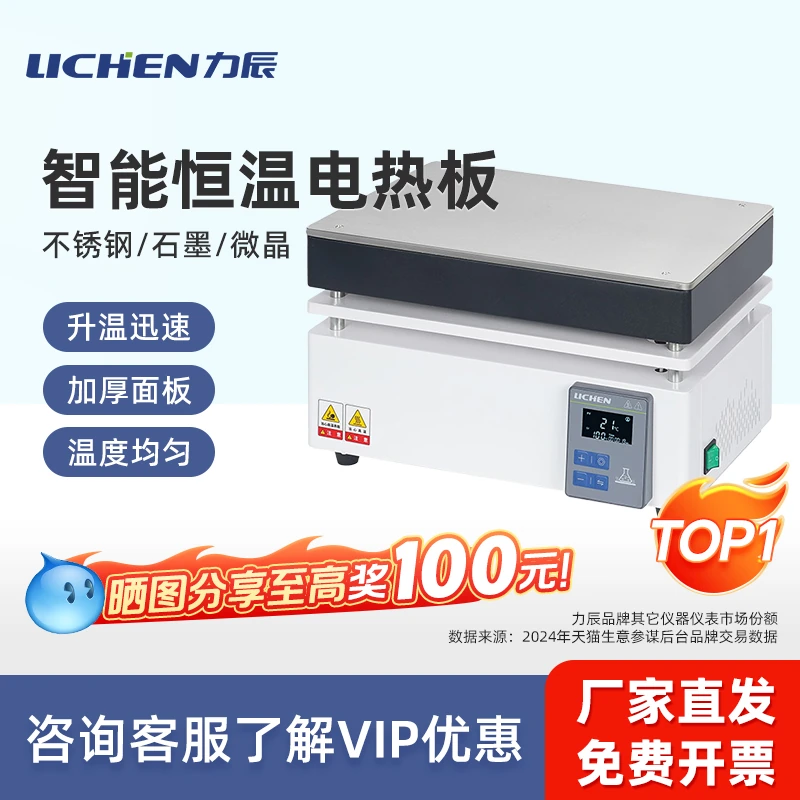 LICHEN力辰
智能恒温电热板
不锈钢/石墨/微晶
升温迅速
加厚面板
温度均匀
LICHEN
21℃
TOP1
晒图分享至高奖100元!
力辰品牌其它仪器仪表市场份额
数据来源：2024年天猫生意参谋后台品牌交易数据
咨询客服了解VIP优惠
厂家直发
免费开票